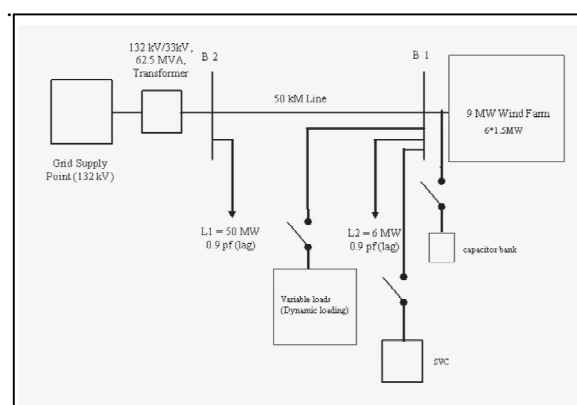 132 kV/33kV,
62.5 MVA,
Transformer
B 2
B 1
50 kM Line
9 MW Wind Farm
6*1.5MW
Grid Supply
Point (132 kV)
L1 = 50 MW
0.9 pf (lag)
L2 = 6 MW
0.9 pf (lag)
capacitor bank
Variable loads
(Dynamic loading)
SVC